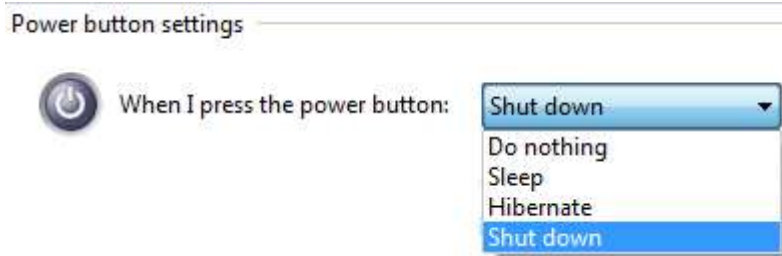 Power button settings
When I press the power button: Shut down
Do nothing
Sleep
Hibernate
Shut down